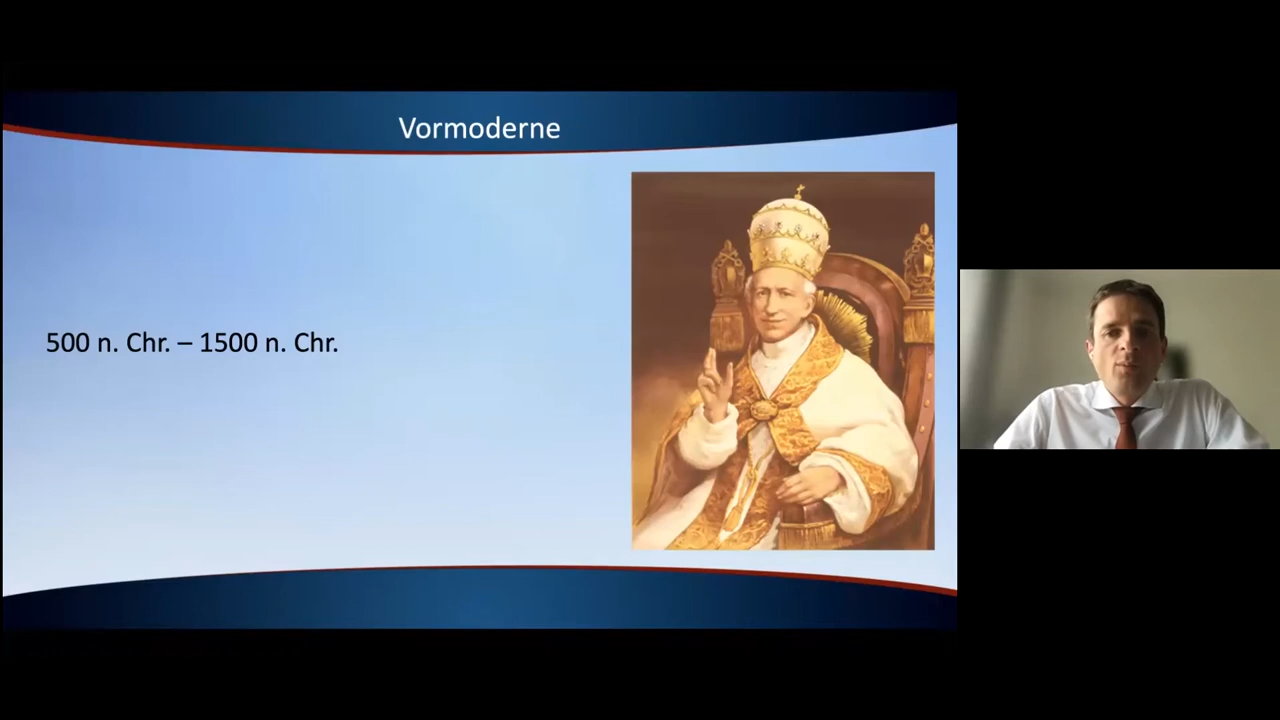 Vormoderne
500 n. Chr. – 1500 n. Chr.